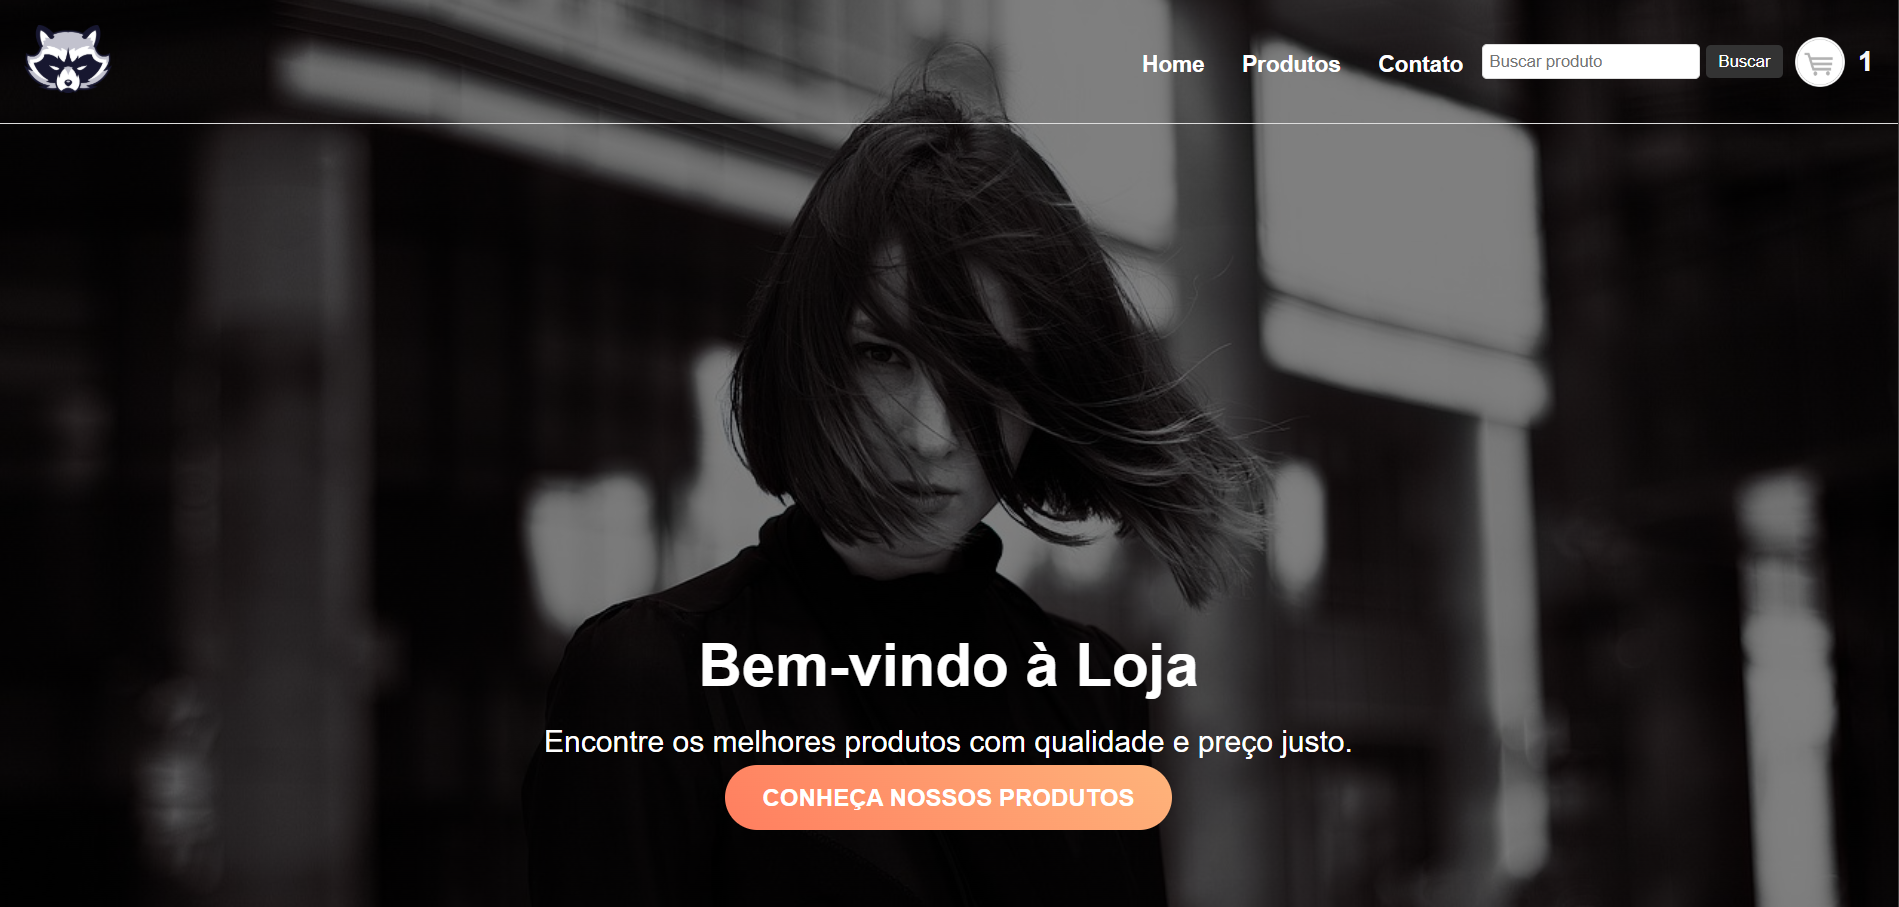 Home Produtos Contato Buscar produto Buscar 1
Bem-vindo à Loja
Encontre os melhores produtos com qualidade e preço justo.
CONHEÇA NOSSOS PRODUTOS